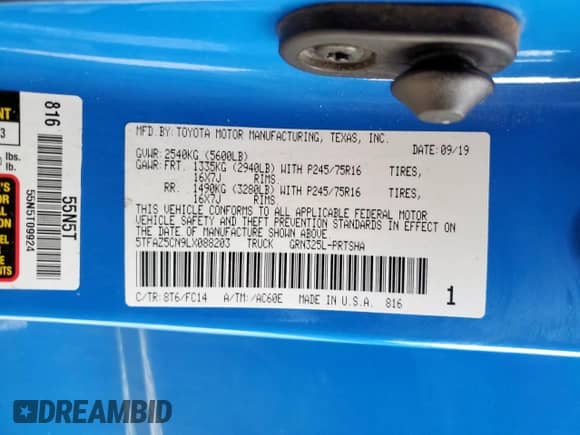 MFD.BY:TOYOTA MOTOR MANUFACTURING, TEXAS, INC.
DATE:09/19
GVWR:2540KG (5600LB)
GAWR:FRT. 1335KG (2940LB) WITH P245/75R16 TIRES,
16X7J RIMS.
RR. 1490KG (3280LB) WITH P245/75R16 TIRES,
16X7J RIMS.
THIS VEHICLE CONFORMS TO ALL APPLICABLE FEDERAL MOTOR
VEHICLE SAFETY AND THEFT PREVENTION STANDARDS IN EFFECT ON
THE DATE OF MANUFACTURE SHOWN ABOVE.
5TFAZ5CN9LX088203 TRUCK GRN325L-PRTSHA
C/TR:8T6/FC14 A/TM:/AC60E MADE IN U.S.A. 816
1
816
55N5T
55N5T09924
3
lbs.
lb.
DREAMBID